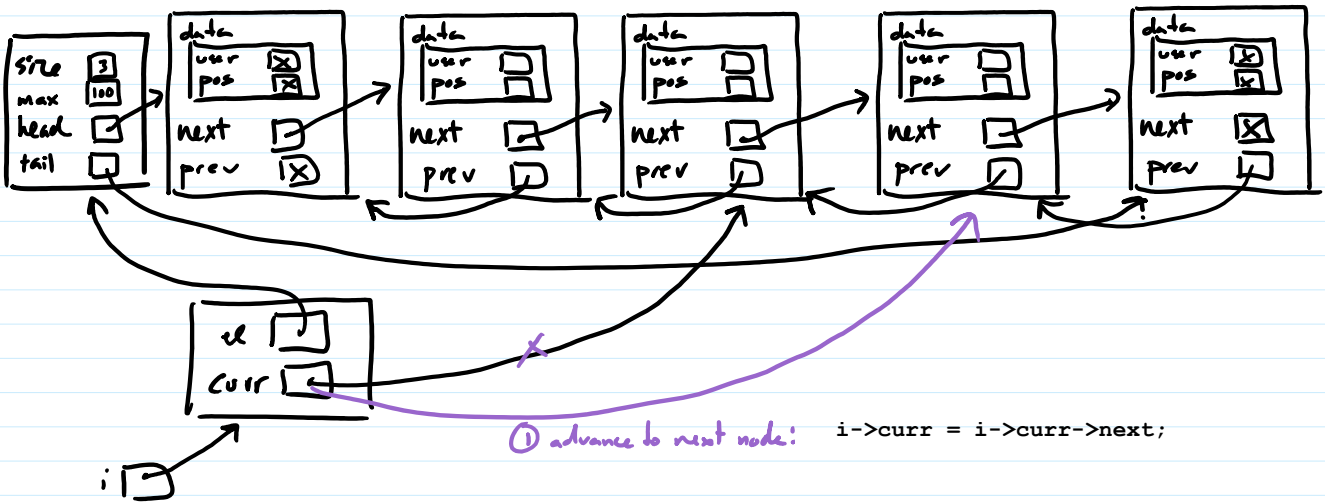 size 3
max 100
head
tail
data
user X
pos X
next
prev X
data
user
pos
next
prev
data
user
pos
next
prev
data
user
pos
next
prev
data
user X
pos X
next X
prev
curr
① advance to next node:
i->curr = i->curr->next;
i